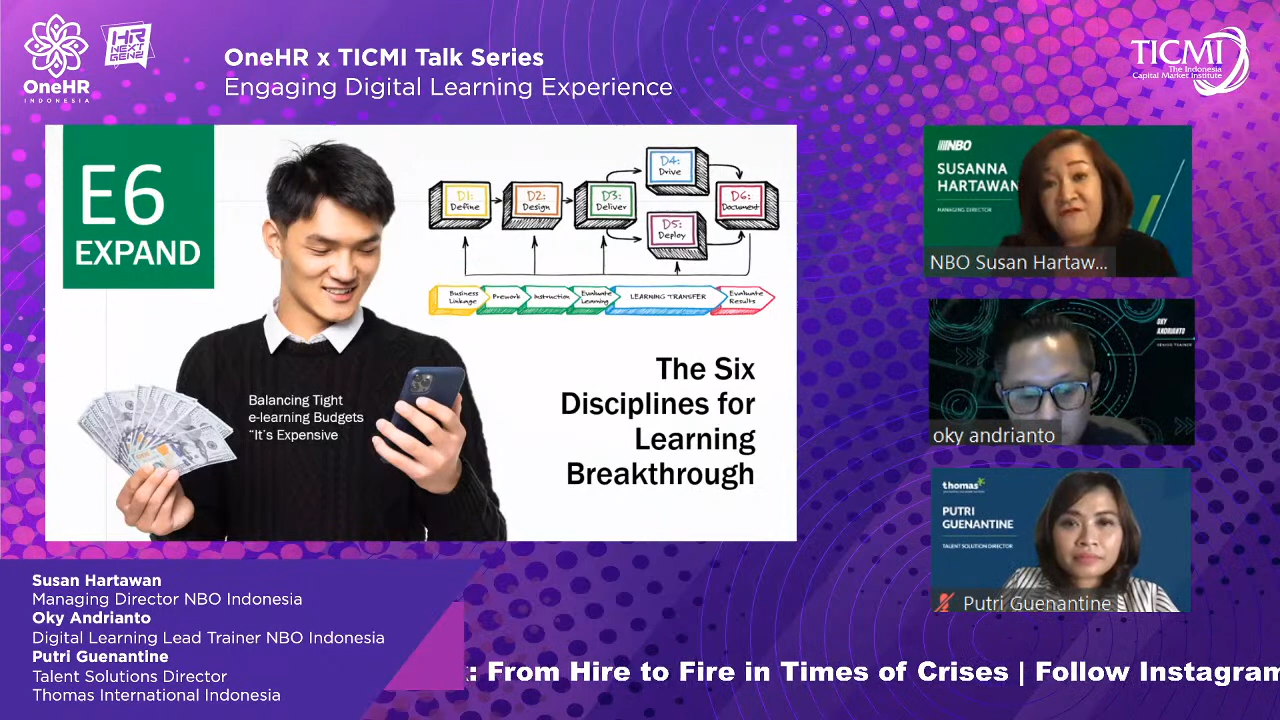 OneHR
INDONESIA
HR
NEXT
GEN2
OneHR x TICMI Talk Series
Engaging Digital Learning Experience
TICMI
The Indonesia
Capital Market Institute
E6
EXPAND
D1:
Define
D2:
Design
D3:
Deliver
D4:
Drive
D5:
Deploy
D6:
Document
Business
Linkage
Prework
Instruction
Evaluate
Learning
LEARNING TRANSFER
Evaluate
Results
Balancing Tight
e-learning Budgets
“It’s Expensive
The Six
Disciplines for
Learning
Breakthrough
NBO
SUSANNA
HARTAWAN
MANAGING DIRECTOR
NBO Susan Hartaw...
OKY
ANDRIANTO
SENIOR TRAINER
oky andrianto
thomas
PUTRI
GUENANTINE
TALENT SOLUTION DIRECTOR
Putri Guenantine
Susan Hartawan
Managing Director NBO Indonesia
Oky Andrianto
Digital Learning Lead Trainer NBO Indonesia
Putri Guenantine
Talent Solutions Director
Thomas International Indonesia
: From Hire to Fire in Times of Crises | Follow Instagram